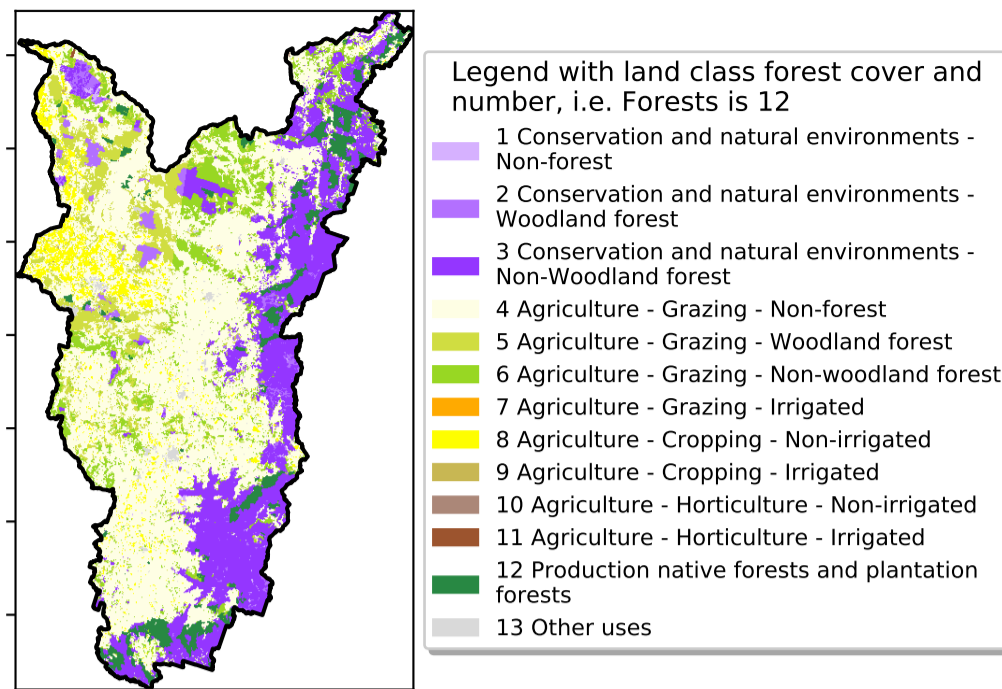 Legend with land class forest cover and
number, i.e. Forests is 12
1 Conservation and natural environments -
Non-forest
2 Conservation and natural environments -
Woodland forest
3 Conservation and natural environments -
Non-Woodland forest
4 Agriculture - Grazing - Non-forest
5 Agriculture - Grazing - Woodland forest
6 Agriculture - Grazing - Non-woodland forest
7 Agriculture - Grazing - Irrigated
8 Agriculture - Cropping - Non-irrigated
9 Agriculture - Cropping - Irrigated
10 Agriculture - Horticulture - Non-irrigated
11 Agriculture - Horticulture - Irrigated
12 Production native forests and plantation
forests
13 Other uses